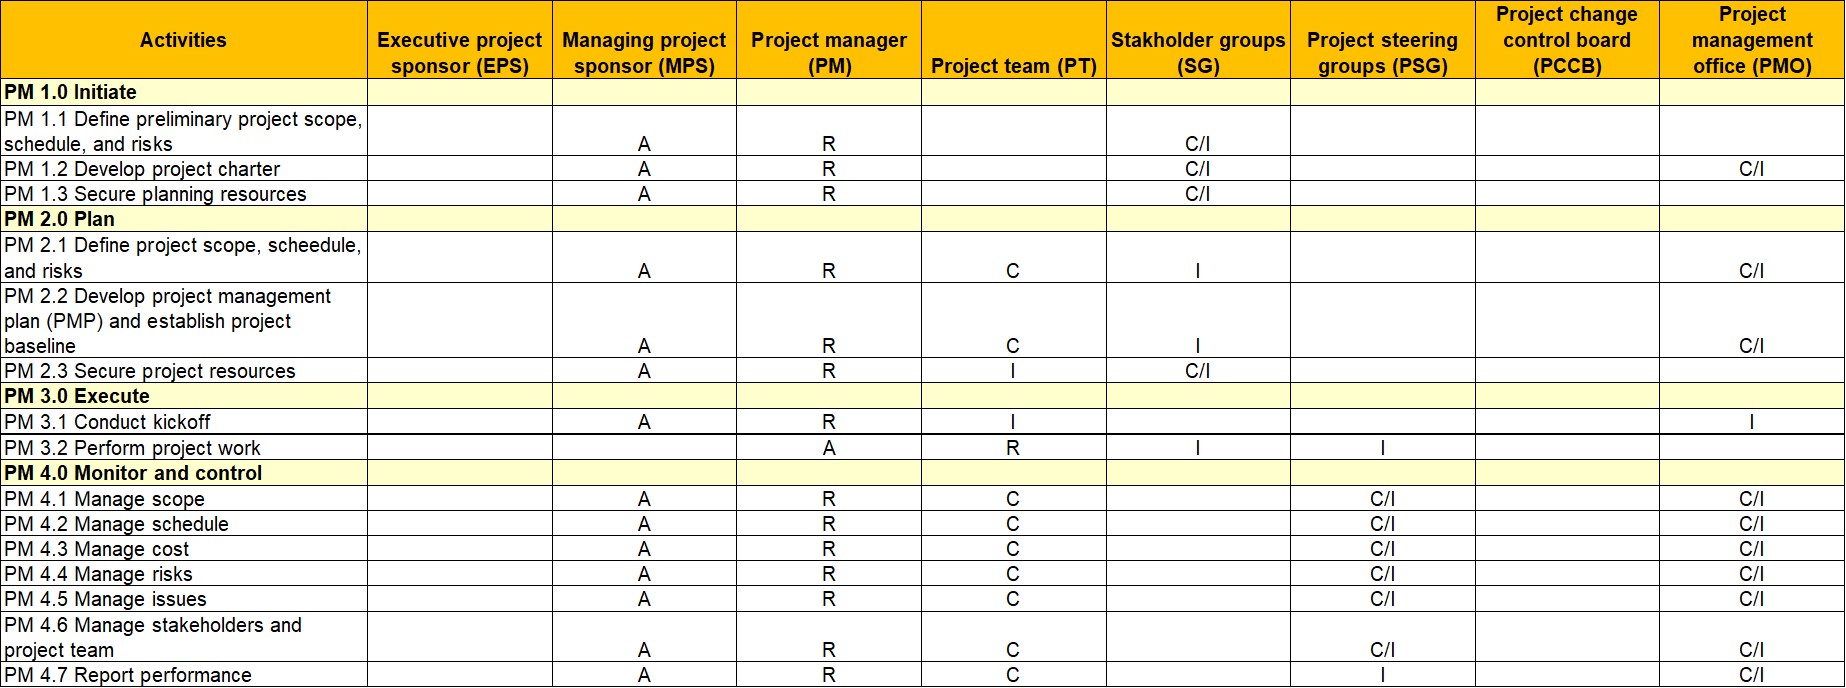 Activities
Executive project
sponsor (EPS)
Managing project
sponsor (MPS)
Project manager
(PM)
Project team (PT)
Stakholder groups
(SG)
Project steering
groups (PSG)
Project change
control board
(PCCB)
Project
management
office (PMO)
PM 1.0 Initiate
PM 1.1 Define preliminary project scope,
schedule, and risks A R C/I
PM 1.2 Develop project charter A R C/I C/I
PM 1.3 Secure planning resources A R C/I
PM 2.0 Plan
PM 2.1 Define project scope, scheedule,
and risks A R C I C/I
PM 2.2 Develop project management
plan (PMP) and establish project
baseline A R C I C/I
PM 2.3 Secure project resources A R I C/I
PM 3.0 Execute
PM 3.1 Conduct kickoff A R I I
PM 3.2 Perform project work A R I I
PM 4.0 Monitor and control
PM 4.1 Manage scope A R C C/I C/I
PM 4.2 Manage schedule A R C C/I C/I
PM 4.3 Manage cost A R C C/I C/I
PM 4.4 Manage risks A R C C/I C/I
PM 4.5 Manage issues A R C C/I C/I
PM 4.6 Manage stakeholders and
project team A R C C/I C/I
PM 4.7 Report performance A R C I C/I